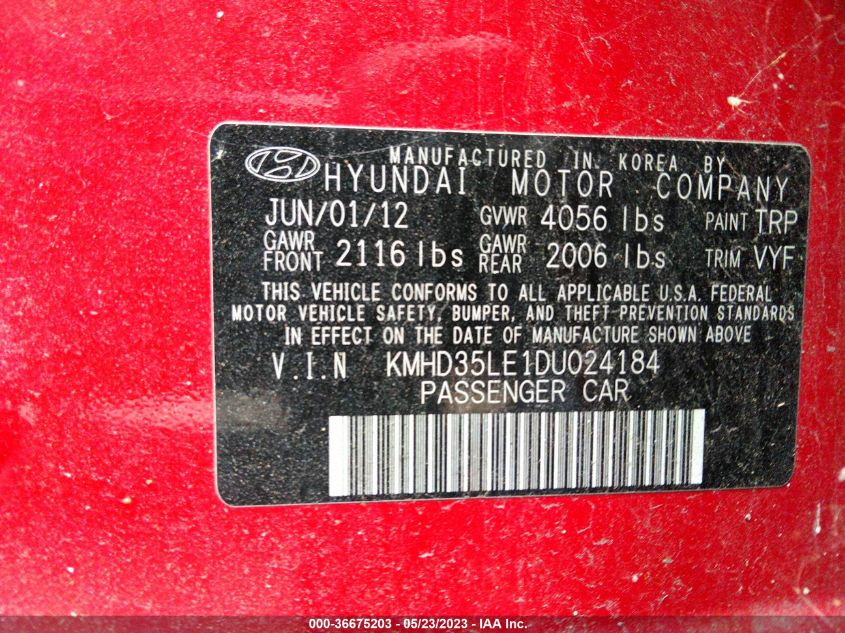 MANUFACTURED IN KOREA BY
HYUNDAI MOTOR COMPANY
JUN/01/12 GVWR 4056 lbs PAINT TRP
GAWR FRONT 2116 lbs GAWR REAR 2006 lbs TRIM VYF
THIS VEHICLE CONFORMS TO ALL APPLICABLE U.S.A. FEDERAL
MOTOR VEHICLE SAFETY, BUMPER, AND THEFT PREVENTION STANDARDS
IN EFFECT ON THE DATE OF MANUFACTURE SHOWN ABOVE
V.I.N KMHD35LE1DU024184
PASSENGER CAR
000-36675203 - 05/23/2023 - IAA Inc.